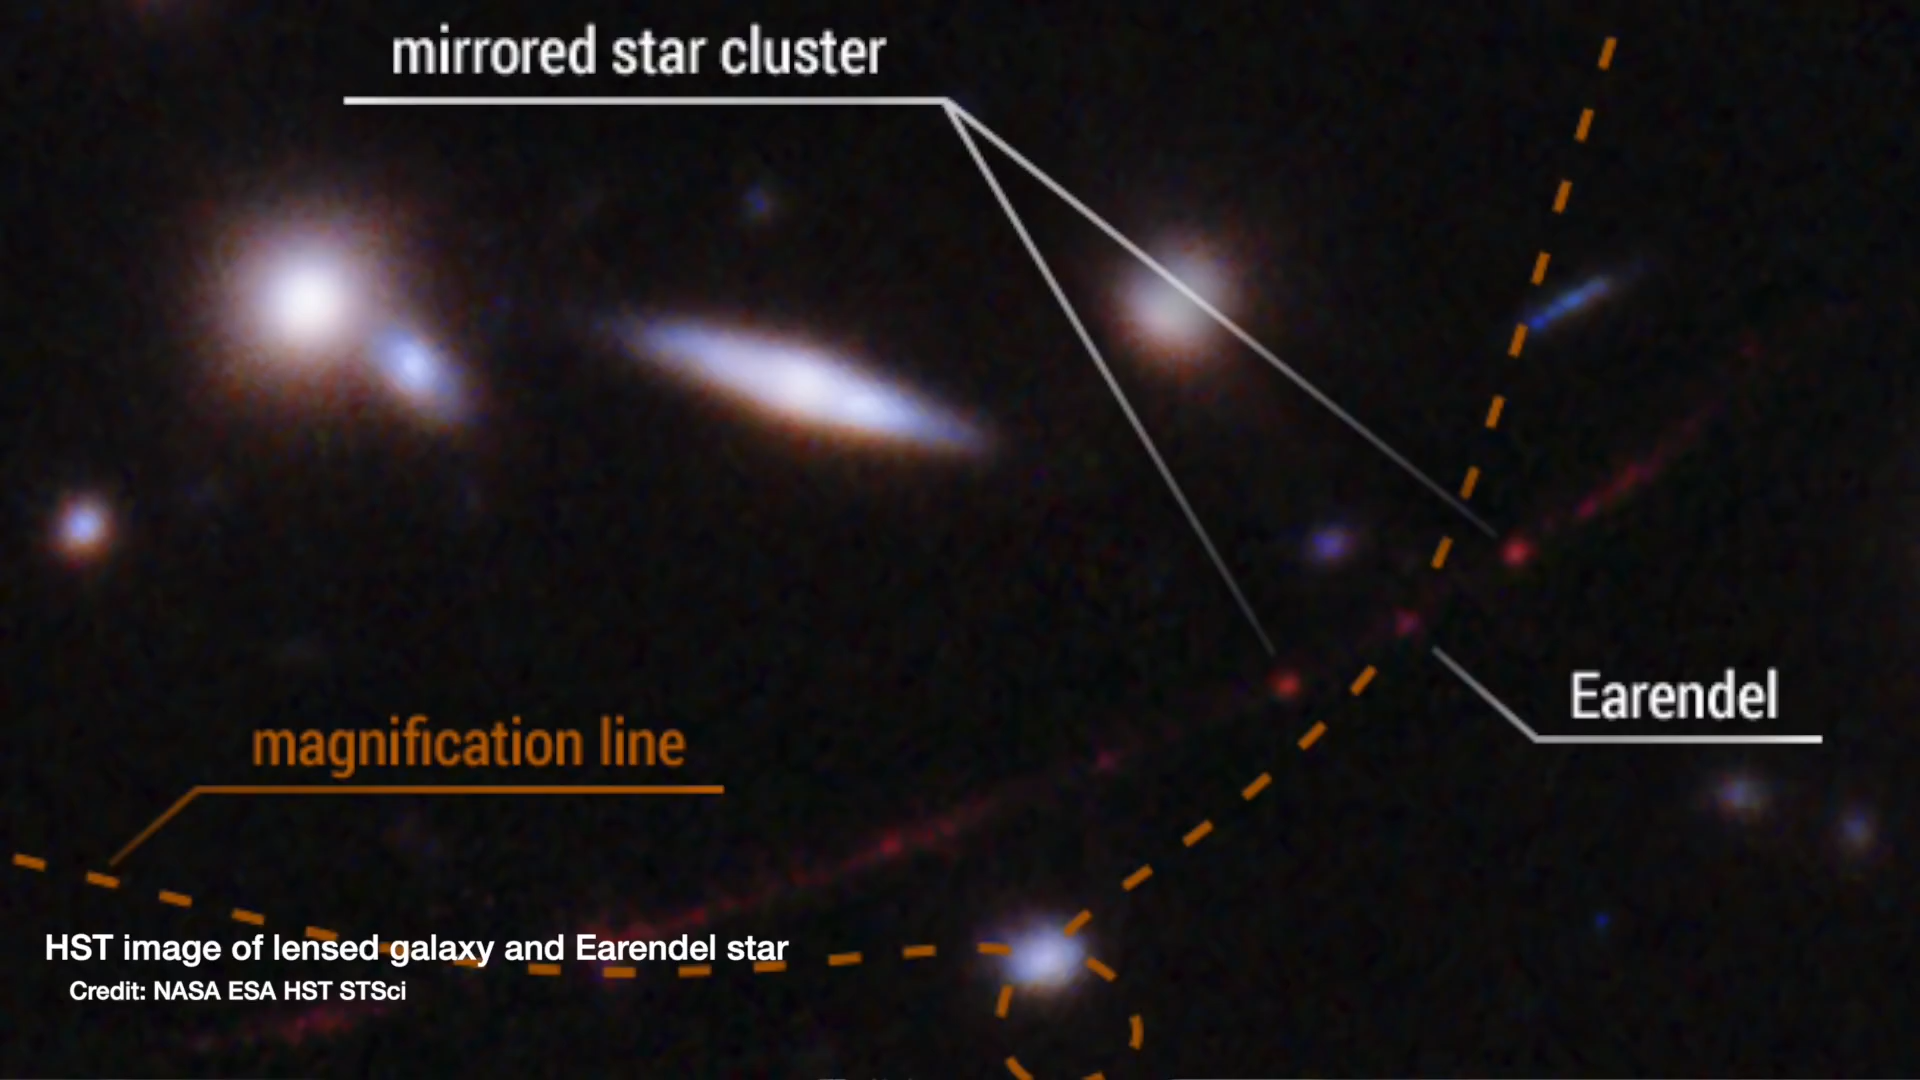 mirrored star cluster
Earendel
magnification line
HST image of lensed galaxy and Earendel star
Credit: NASA ESA HST STSci